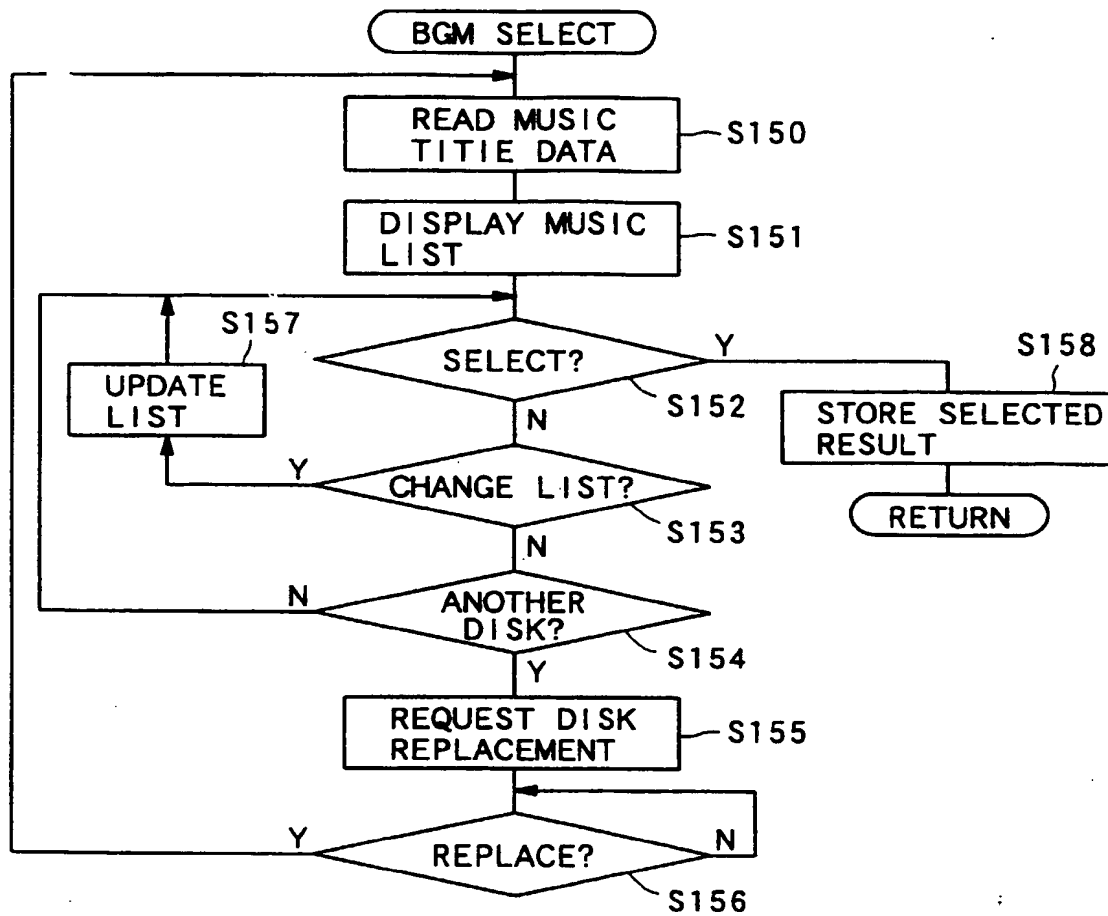 BGM SELECT
READ MUSIC
TITIE DATA
S150
DISPLAY MUSIC
LIST
S151
S157
UPDATE
LIST
SELECT?
Y
S152
N
S158
STORE SELECTED
RESULT
RETURN
Y
CHANGE LIST?
S153
N
N
ANOTHER
DISK?
S154
Y
REQUEST DISK
REPLACEMENT
S155
Y
REPLACE?
N
S156